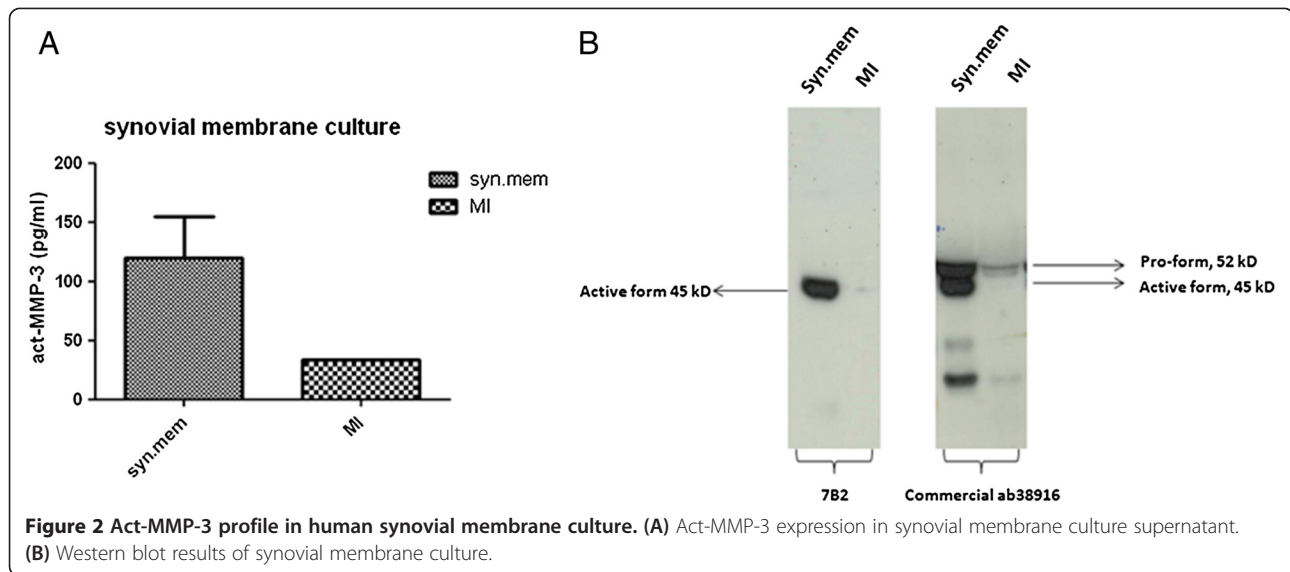 A
synovial membrane culture
act-MMP-3 (pg/ml)
200
150
100
50
0
syn.mem
MI
syn.mem
MI
B
Syn.mem
MI
Syn.mem
MI
Active form 45 kD
Pro-form, 52 kD
Active form, 45 kD
7B2
Commercial ab38916
Figure 2 Act-MMP-3 profile in human synovial membrane culture. (A) Act-MMP-3 expression in synovial membrane culture supernatant.
(B) Western blot results of synovial membrane culture.